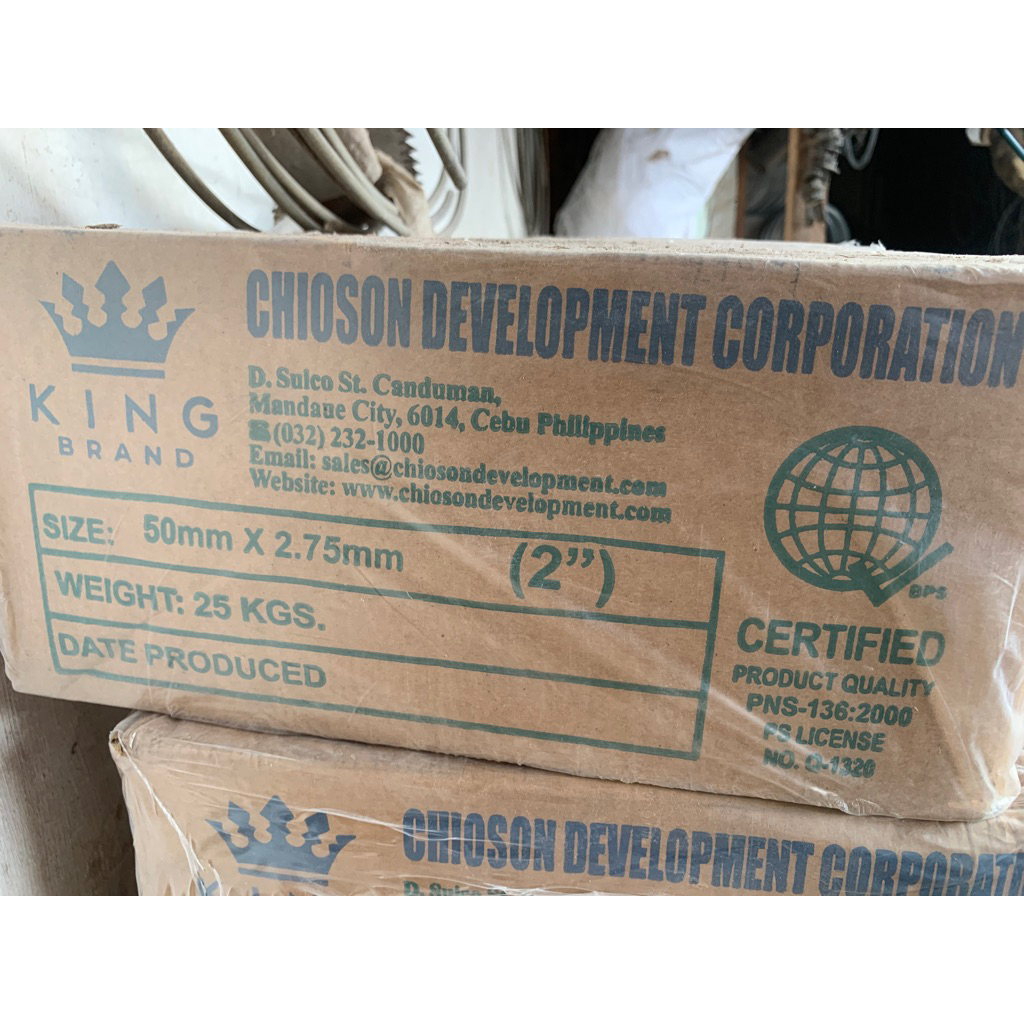 KING
BRAND
CHIOSON DEVELOPMENT CORPORATION
D. Suico St. Canduman,
Mandaue City, 6014, Cebu Philippines
☎(032) 232-1000
Email: sales@chiosondevelopment.com
Website: www.chiosondevelopment.com
SIZE: 50mm X 2.75mm (2”)
WEIGHT: 25 KGS.
DATE PRODUCED
BPS
CERTIFIED
PRODUCT QUALITY
PNS-136:2000
PS LICENSE
NO. Q-1320
CHIOSON DEVELOPMENT CORPORATI
D. Suico